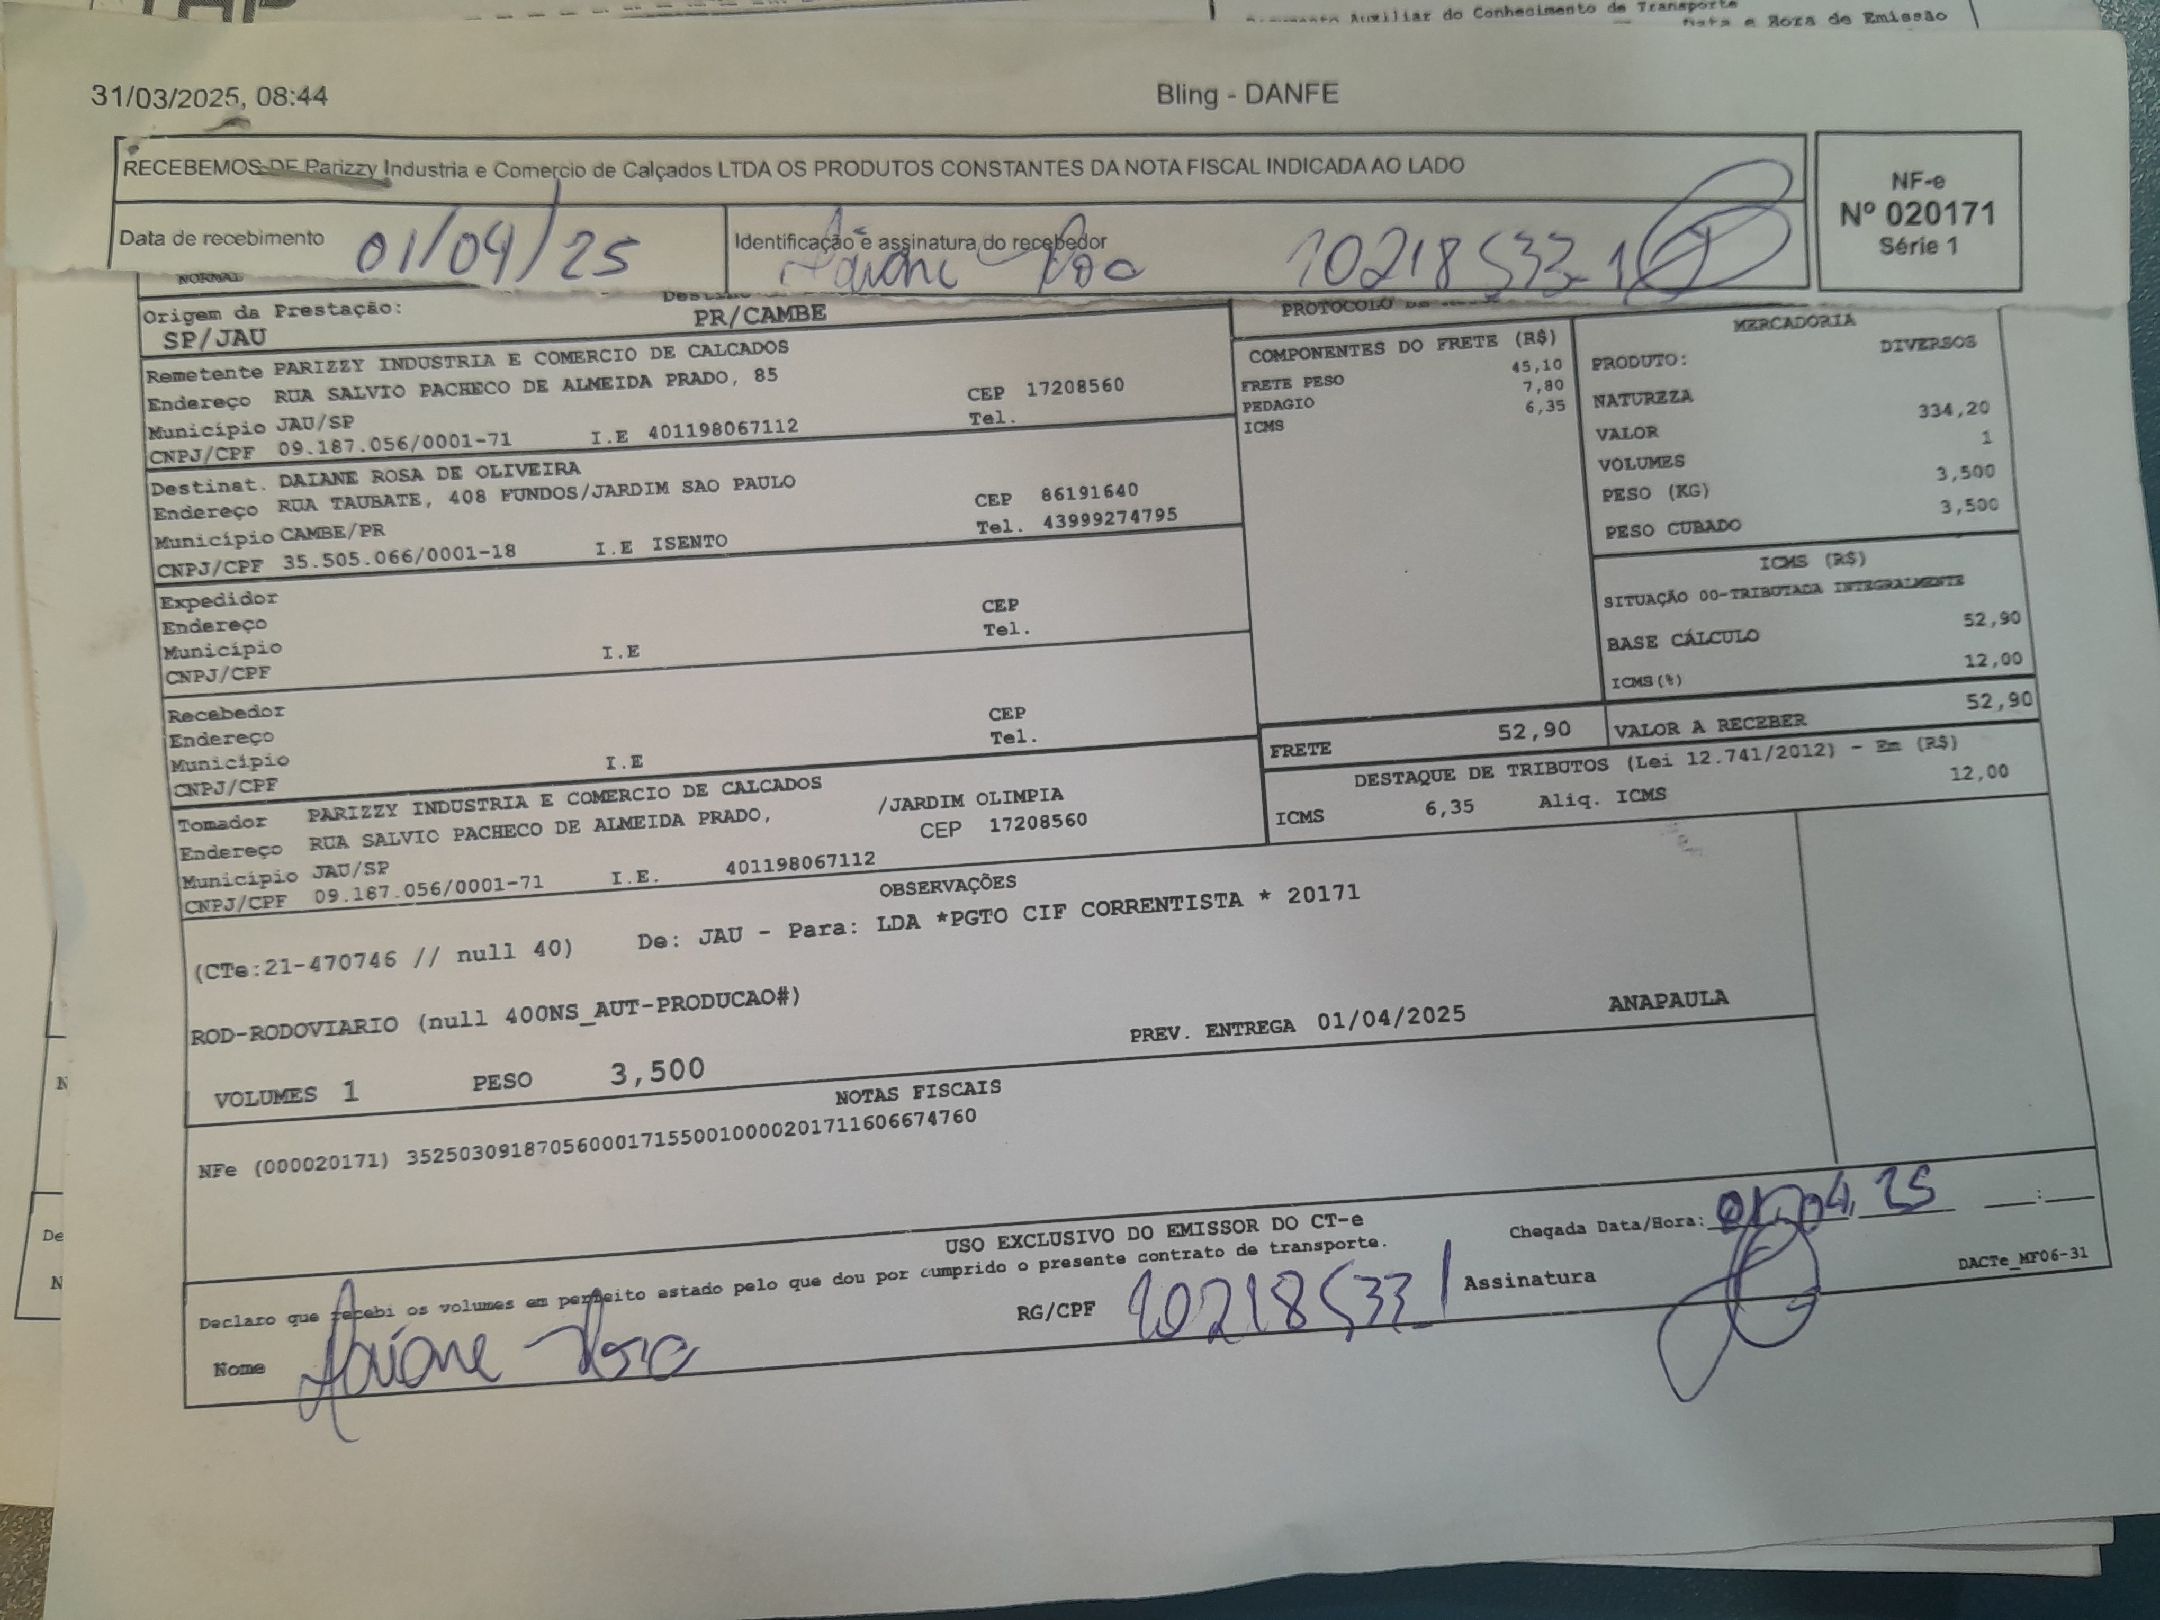 Auxiliar do Conhecimento de Transporte
e Hora de Emissão
31/03/2025, 08:44 Bling - DANFE
RECEBEMOS DE Parizzy Industria e Comercio de Calçados LTDA OS PRODUTOS CONSTANTES DA NOTA FISCAL INDICADA AO LADO
NF-e
Nº 020171
Série 1
Data de recebimento 01/04/25 Identificação e assinatura do recebedor 10218533-1
NORMAL
Origem da Prestação:
SP/JAU PR/CAMBE
PROTOCOLO
Remetente PARIZZY INDUSTRIA E COMERCIO DE CALCADOS
Endereço RUA SALVIO PACHECO DE ALMEIDA PRADO, 85 CEP 17208560
Município JAU/SP Tel.
CNPJ/CPF 09.187.056/0001-71 I.E 401198067112
Destinat. DAIANE ROSA DE OLIVEIRA
Endereço RUA TAUBATE, 408 FUNDOS/JARDIM SAO PAULO CEP 86191640
Município CAMBE/PR Tel. 43999274795
CNPJ/CPF 35.505.066/0001-18 I.E ISENTO
Expedidor CEP
Endereço Tel.
Município I.E
CNPJ/CPF
Recebedor CEP
Endereço Tel.
Município I.E
CNPJ/CPF
Tomador PARIZZY INDUSTRIA E COMERCIO DE CALCADOS
Endereço RUA SALVIO PACHECO DE ALMEIDA PRADO, /JARDIM OLIMPIA
Município JAU/SP CEP 17208560
CNPJ/CPF 09.187.056/0001-71 I.E. 401198067112
COMPONENTES DO FRETE (R$)
FRETE PESO 45,10
PEDAGIO 7,80
ICMS 6,35
MERCADORIA
PRODUTO: DIVERSOS
NATUREZA
VALOR 334,20
VOLUMES 1
PESO (KG) 3,500
PESO CUBADO 3,500
ICMS (R$)
SITUAÇÃO 00-TRIBUTADA INTEGRALMENTE
BASE CÁLCULO 52,90
ICMS(%) 12,00
FRETE 52,90 VALOR A RECEBER 52,90
DESTAQUE DE TRIBUTOS (Lei 12.741/2012) - Em (R$)
ICMS 6,35 Aliq. ICMS 12,00
OBSERVAÇÕES
(CTe:21-470746 // null 40) De: JAU - Para: LDA *PGTO CIF CORRENTISTA * 20171
ROD-RODOVIARIO (null 400NS_AUT-PRODUCAO#)
PREV. ENTREGA 01/04/2025 ANAPAULA
VOLUMES 1 PESO 3,500
NOTAS FISCAIS
NFe (000020171) 35250309187056000171550010000201711606674760
USO EXCLUSIVO DO EMISSOR DO CT-e
Declaro que recebi os volumes em perfeito estado pelo que dou por cumprido o presente contrato de transporte.
Chegada Data/Hora: 01.04.25 __:__
Nome Daiane Rosa RG/CPF 10218533-1 Assinatura
DACTe_MF06-31